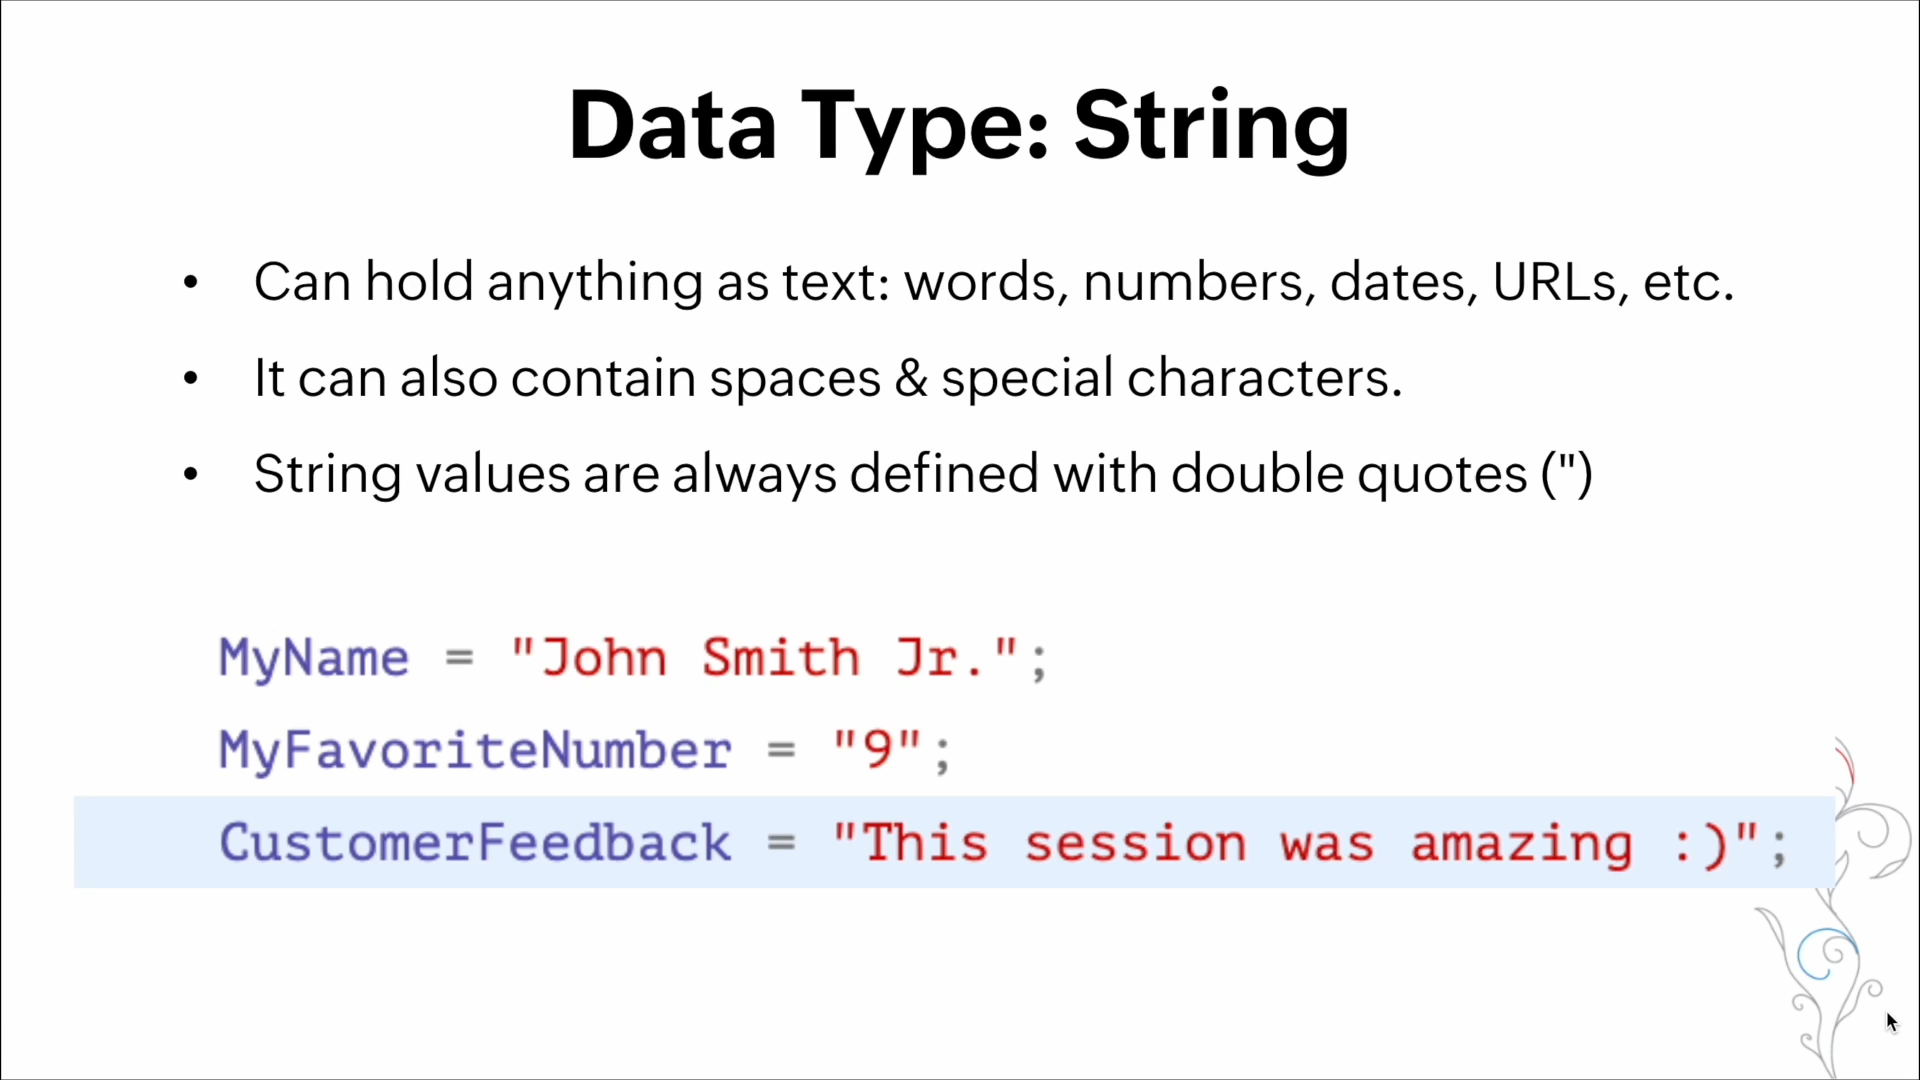 Data Type: String
• Can hold anything as text: words, numbers, dates, URLs, etc.
• It can also contain spaces & special characters.
• String values are always defined with double quotes (")
MyName = "John Smith Jr.";
MyFavoriteNumber = "9";
CustomerFeedback = "This session was amazing :)";